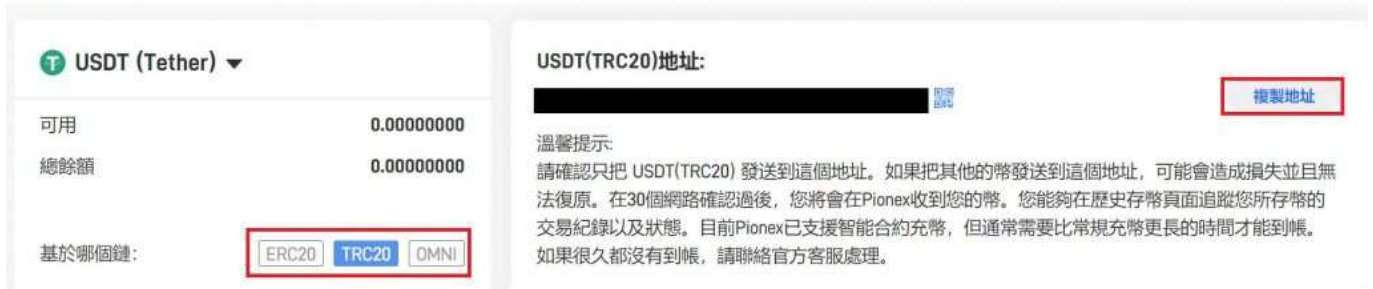 USDT (Tether)
可用 0.00000000
總餘額 0.00000000
基於哪個鏈: ERC20 TRC20 OMNI
USDT(TRC20)地址:
複製地址
溫馨提示:
請確認只把 USDT(TRC20) 發送到這個地址。如果把其他的幣發送到這個地址，可能會造成損失並且無
法復原。在30個網路確認過後，您將會在Pionex收到您的幣。您能夠在歷史存幣頁面追蹤您所存幣的
交易紀錄以及狀態。目前Pionex已支援智能合約充幣，但通常需要比常規充幣更長的時間才能到帳。
如果很久都沒有到帳，請聯絡官方客服處理。